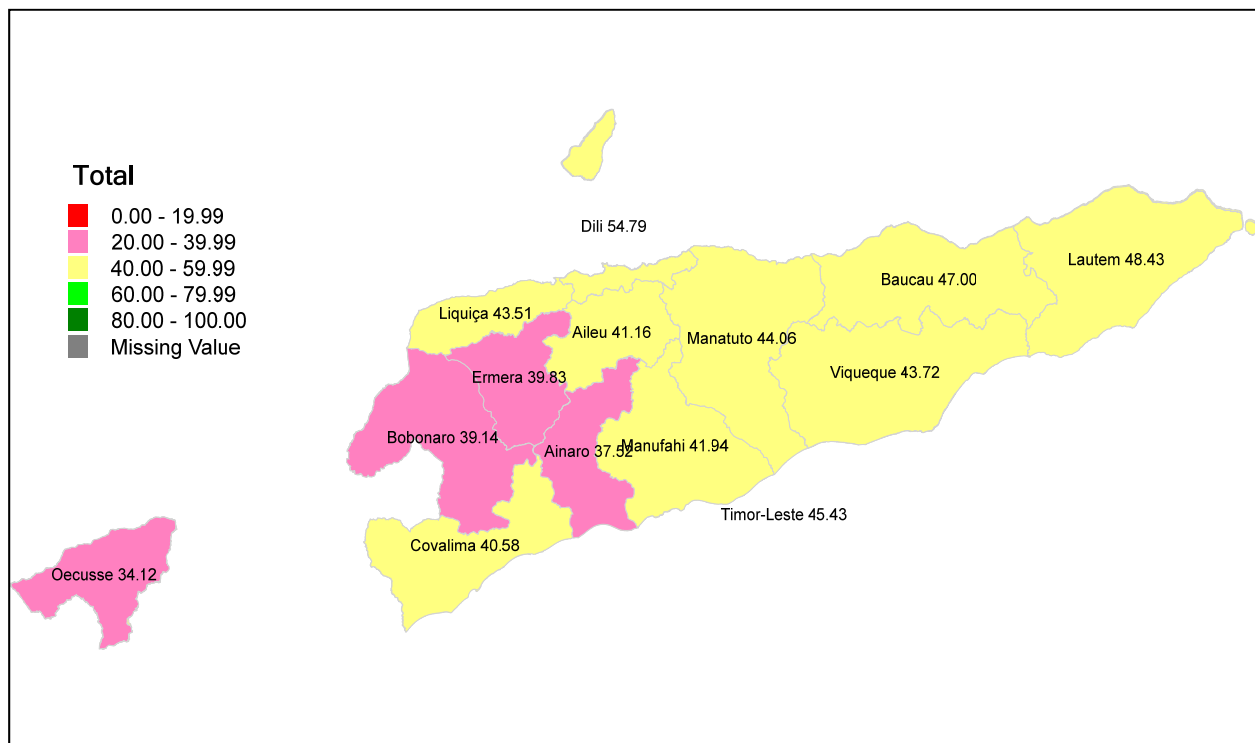 Total
0.00 - 19.99
20.00 - 39.99
40.00 - 59.99
60.00 - 79.99
80.00 - 100.00
Missing Value
Dili 54.79
Lautem 48.43
Baucau 47.00
Liquiça 43.51
Aileu 41.16
Manatuto 44.06
Viqueque 43.72
Ermera 39.83
Bobonaro 39.14
Ainaro 37.52
Manufahi 41.94
Timor-Leste 45.43
Covalima 40.58
Oecusse 34.12